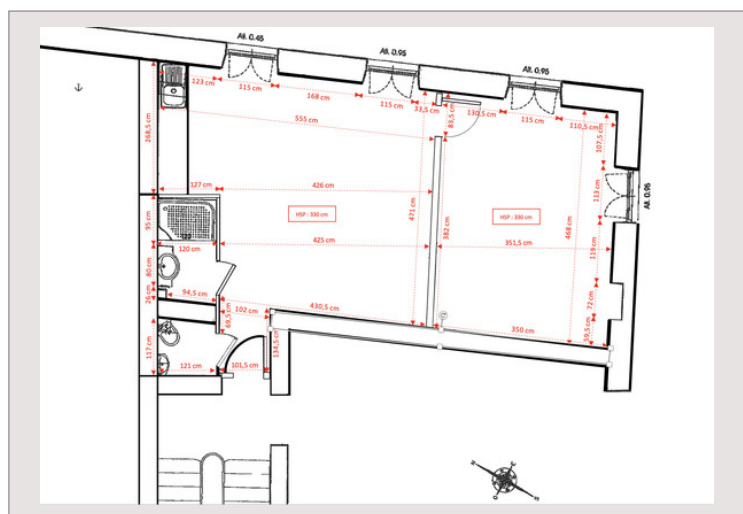 All. 0.45
All. 0.95
All. 0.95
123 cm
115 cm
168 cm
115 cm
33,5 cm
130,5 cm
115 cm
110,5 cm
83,5 cm
107,5 cm
268,5 cm
555 cm
113 cm
All. 0.95
127 cm
426 cm
471 cm
382 cm
468 cm
HSP : 330 cm
HSP : 330 cm
95 cm
120 cm
425 cm
351,5 cm
119 cm
80 cm
94,5 cm
26 cm
72 cm
102 cm
430,5 cm
69,5 cm
350 cm
59,5 cm
117 cm
134,5 cm
121 cm
101,5 cm